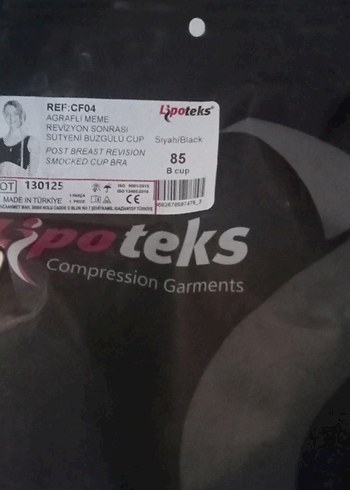 REF:CF04
Lipoteks
AGRAFLI MEME
REVİZYON SONRASI
SÜTYENİ BÜZGÜLÜ CUP
Siyah/Black
POST BREAST REVISION
SMOCKED CUP BRA
85
B cup
LOT 130125
MADE IN TÜRKİYE
CE
Lipoteks
Compression Garments